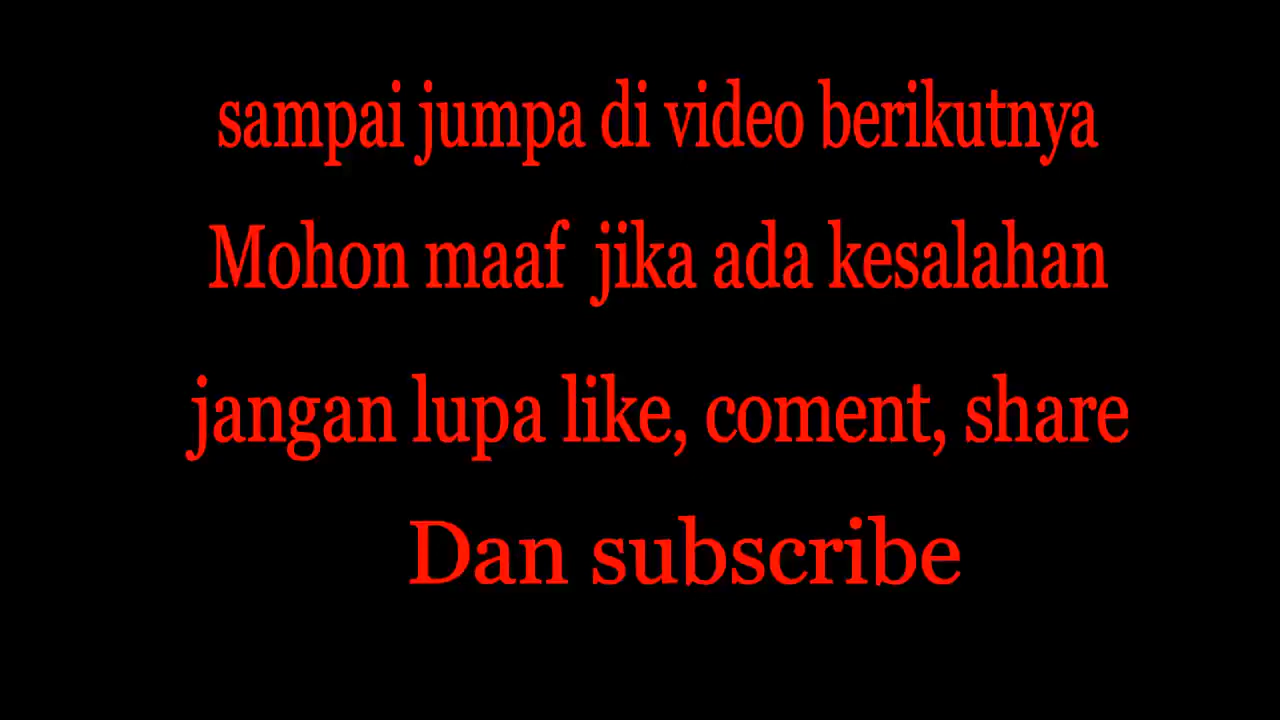 sampai jumpa di video berikutnya
Mohon maaf jika ada kesalahan
jangan lupa like, coment, share
Dan subscribe